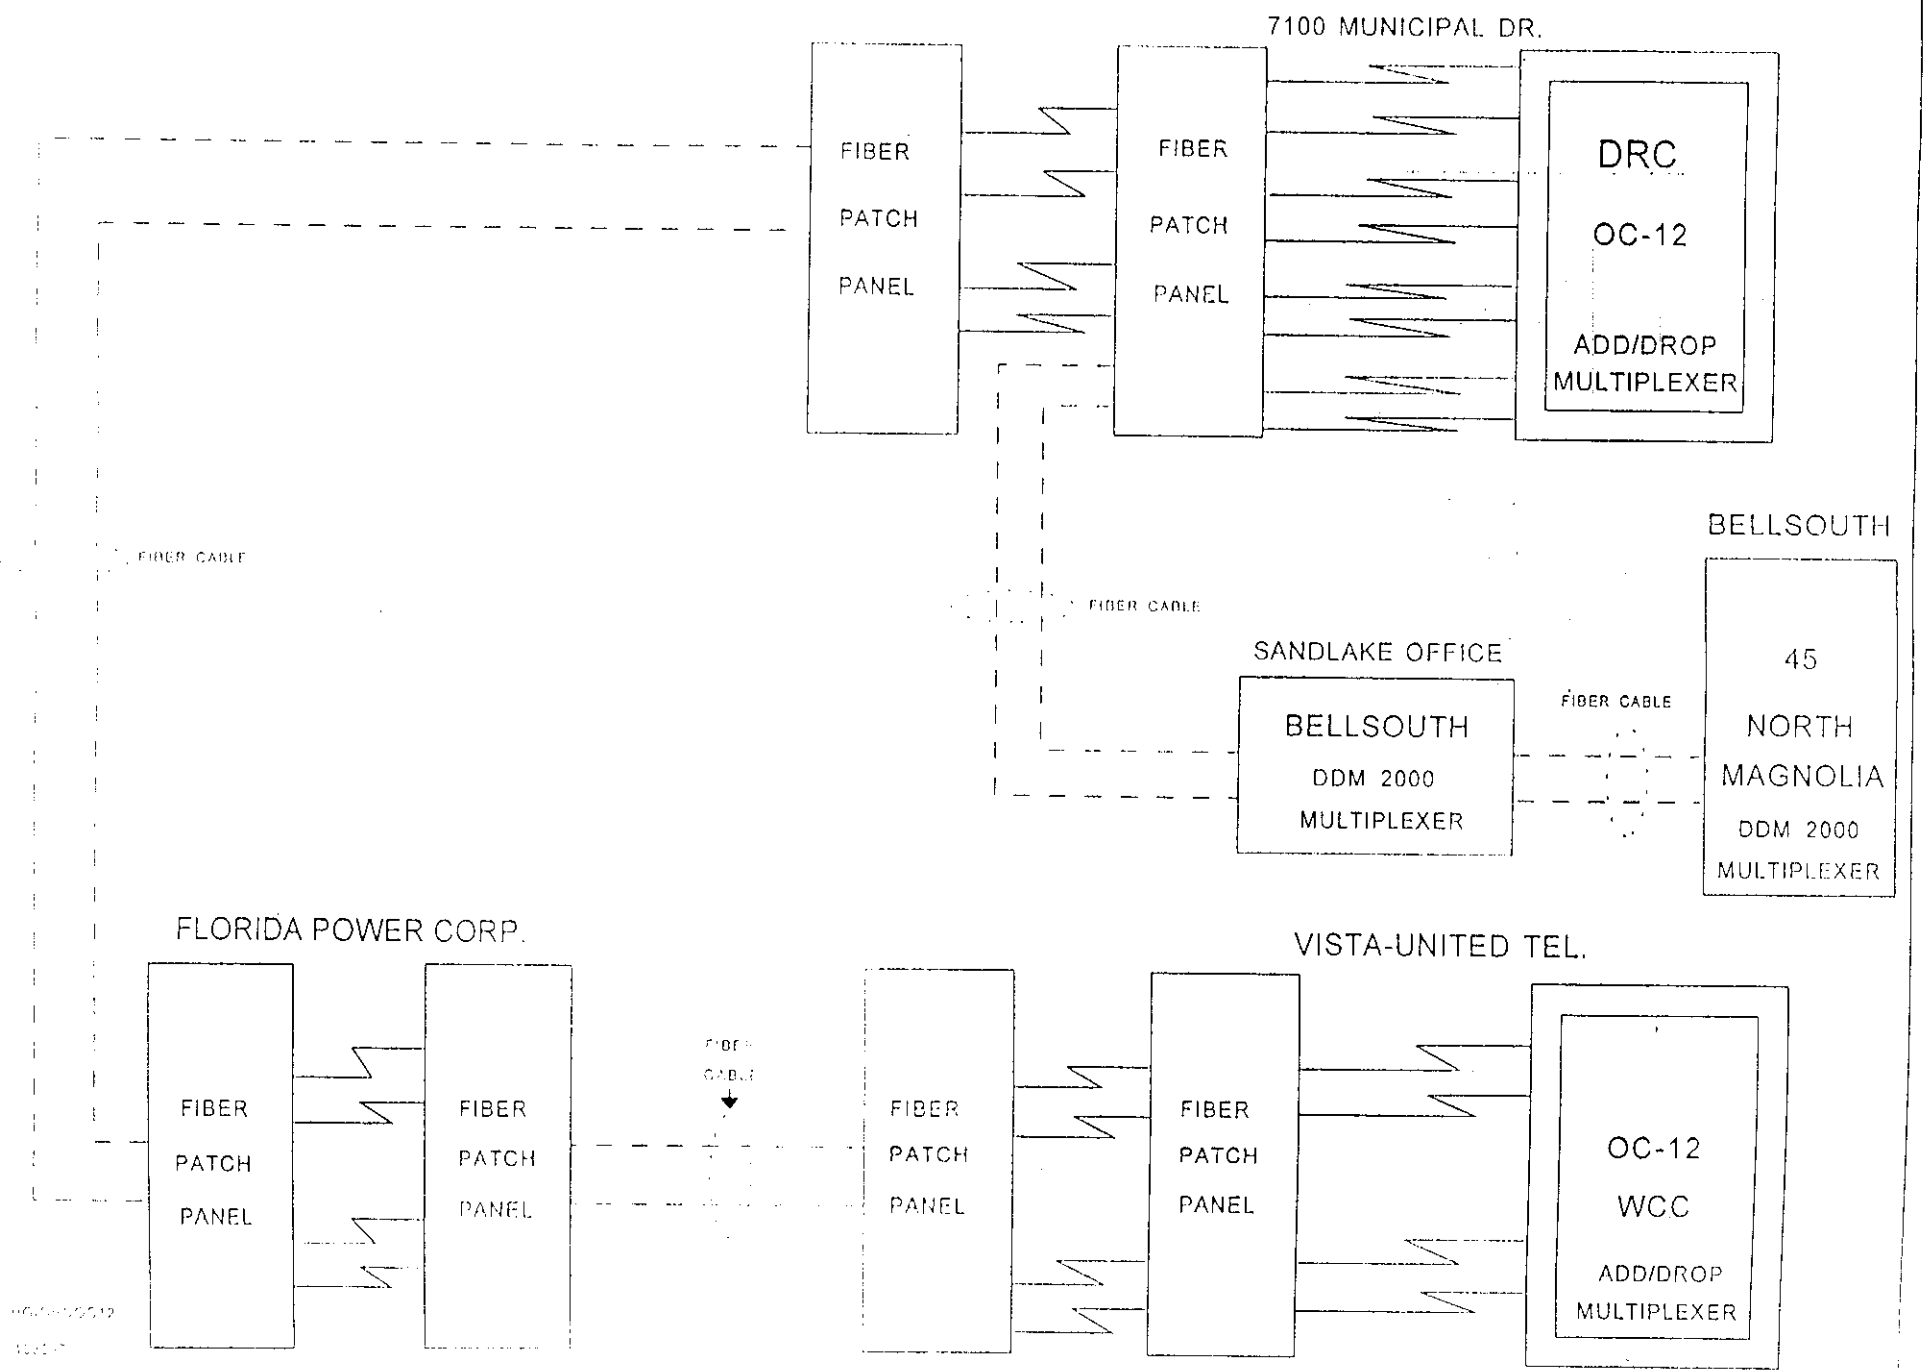 7100 MUNICIPAL DR.
FIBER
PATCH
PANEL
FIBER
PATCH
PANEL
DRC
OC-12
ADD/DROP
MULTIPLEXER
FIBER CABLE
FIBER CABLE
SANDLAKE OFFICE
BELLSOUTH
DDM 2000
MULTIPLEXER
FIBER CABLE
BELLSOUTH
45
NORTH
MAGNOLIA
DDM 2000
MULTIPLEXER
FLORIDA POWER CORP.
FIBER
PATCH
PANEL
FIBER
PATCH
PANEL
FIBER
CABLE
VISTA-UNITED TEL.
FIBER
PATCH
PANEL
FIBER
PATCH
PANEL
OC-12
WCC
ADD/DROP
MULTIPLEXER